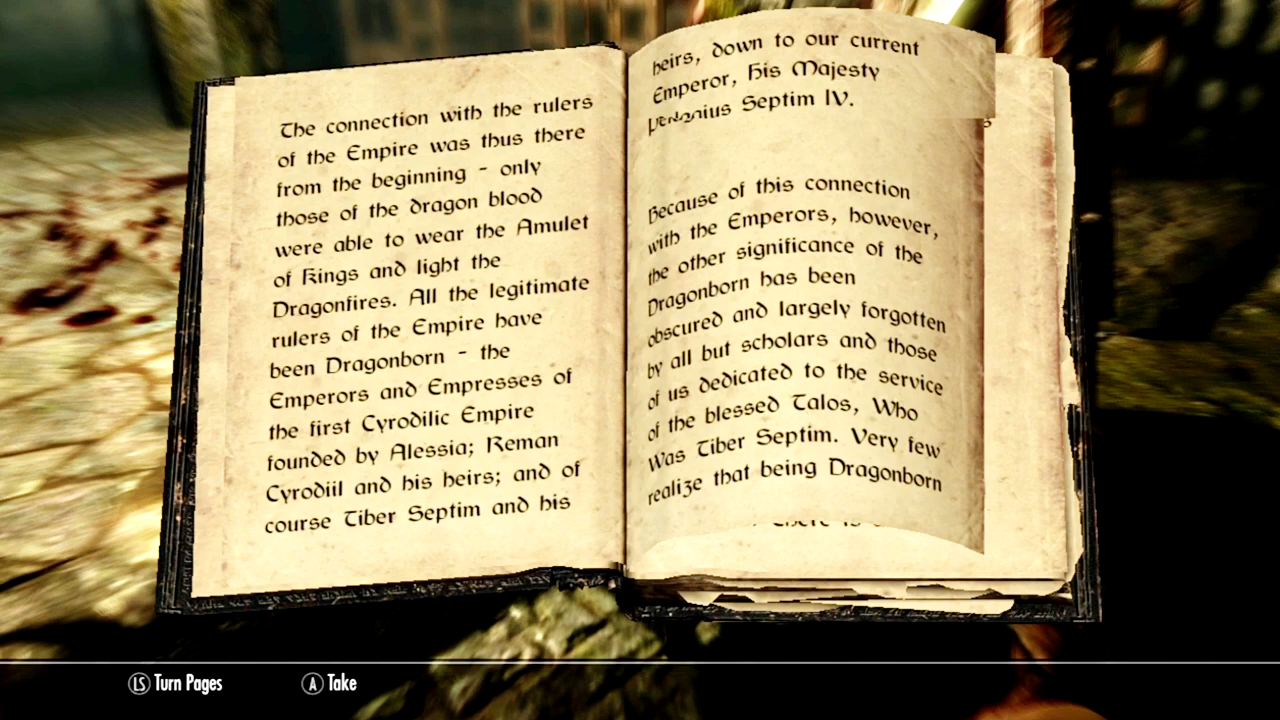 The connection with the rulers
of the Empire was thus there
from the beginning - only
those of the dragon blood
were able to wear the Amulet
of Kings and light the
Dragonfires. All the legitimate
rulers of the Empire have
been Dragonborn - the
Emperors and Empresses of
the first Cyrodilic Empire
founded by Alessia; Reman
Cyrodiil and his heirs; and of
course Tiber Septim and his
heirs, down to our current
Emperor, His Majesty
Septim IV.
Because of this connection
with the Emperors, however,
the other significance of the
Dragonborn has been
obscured and largely forgotten
by all but scholars and those
of us dedicated to the service
of the blessed Talos, Who
Was Tiber Septim. Very few
realize that being Dragonborn
LS Turn Pages
A Take